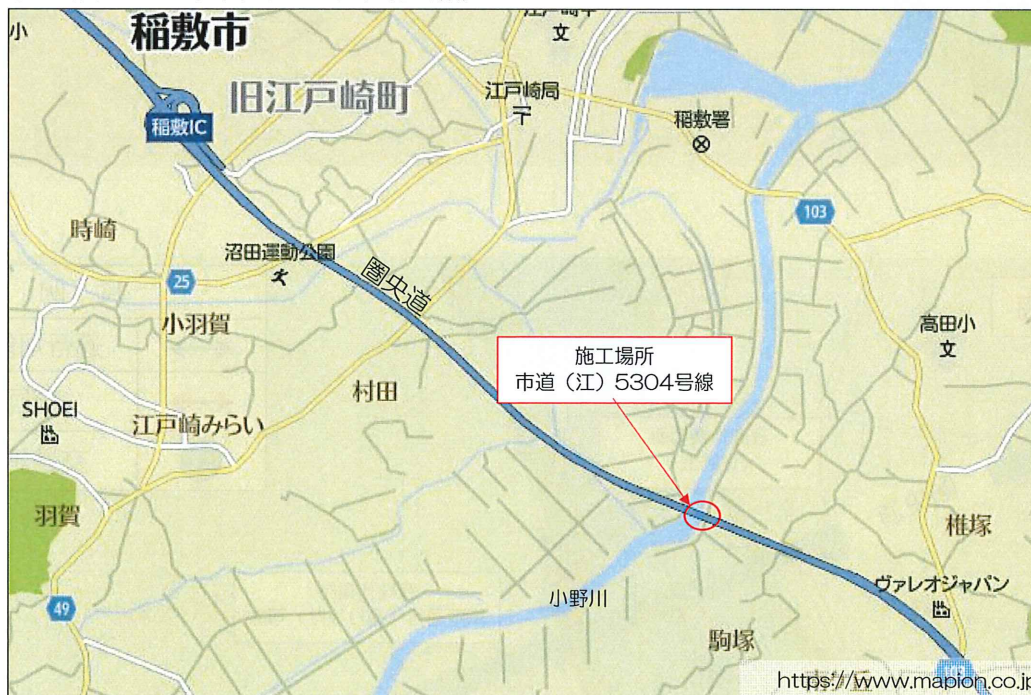 小
稲敷市
文
旧江戸崎町
江戸崎局
稲敷IC
稲敷署
103
時崎
沼田運動公園
圏央道
25
小羽賀
高田小
文
施工場所
市道（江）5304号線
村田
SHOEI
江戸崎みらい
羽賀
椎塚
ヴァレオジャパン
小野川
49
駒塚
103
https://www.mapion.co.jp